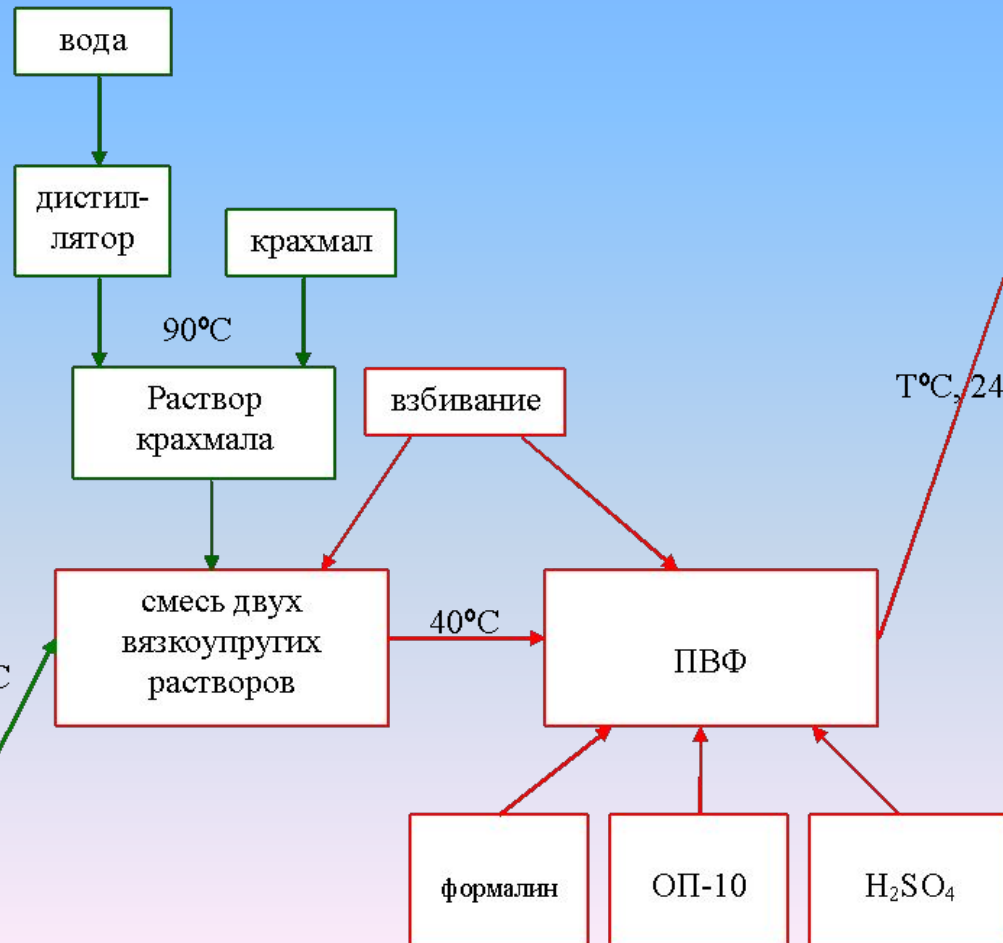 вода
дистил-
лятор
крахмал
90°C
Раствор
крахмала
взбивание
T°C, 24
смесь двух
вязкоупругих
растворов
40°C
ПВФ
C
формалин
ОП-10
H₂SO₄